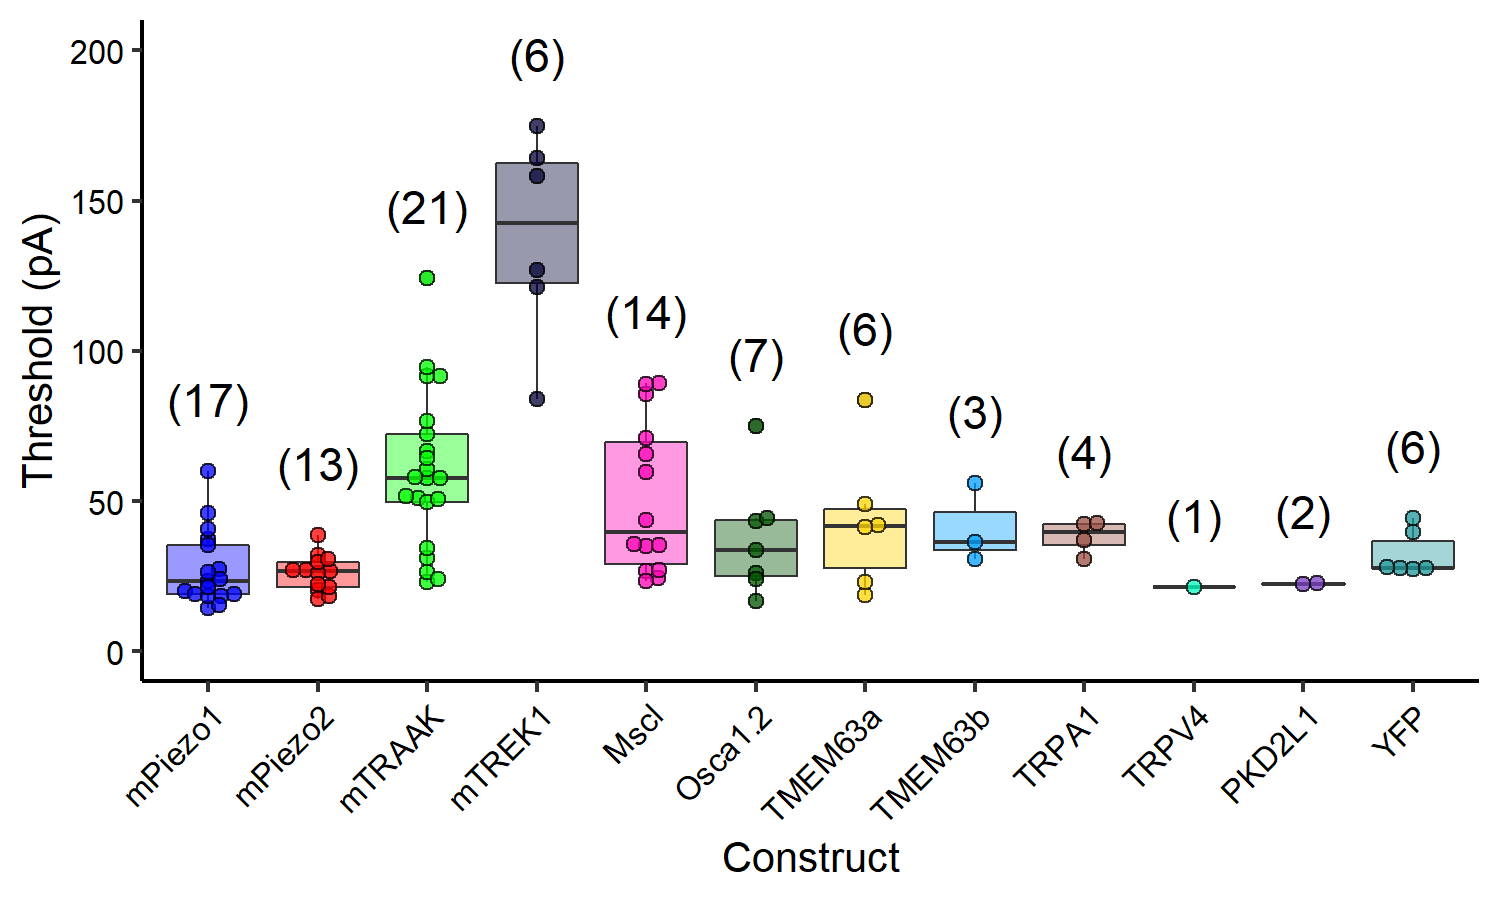 Threshold (pA)
200
150
100
50
0
(17)
(13)
(21)
(6)
(14)
(7)
(6)
(3)
(4)
(1)
(2)
(6)
mPiezo1
mPiezo2
mTRAAK
mTREK1
Mscl
Osca1.2
TMEM63a
TMEM63b
TRPA1
TRPV4
PKD2L1
YFP
Construct